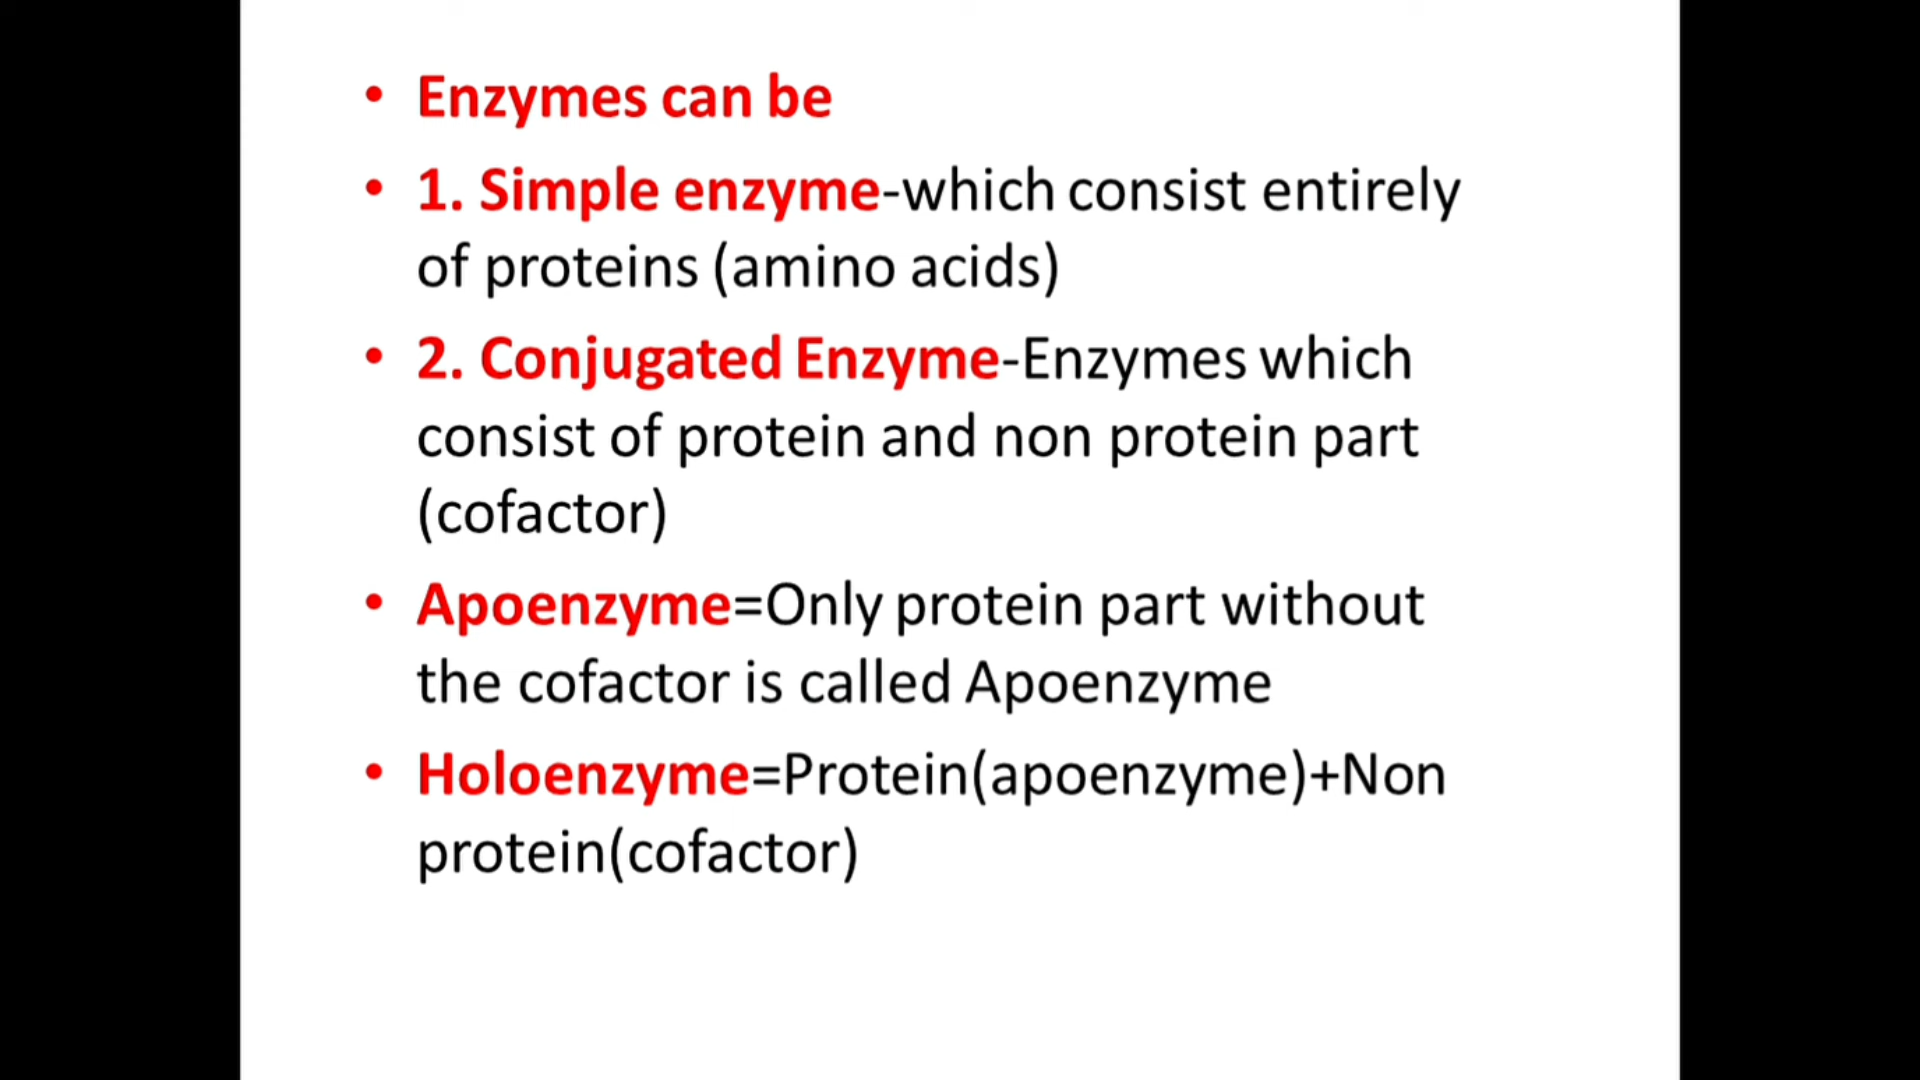 • Enzymes can be
• 1. Simple enzyme-which consist entirely
of proteins (amino acids)
• 2. Conjugated Enzyme-Enzymes which
consist of protein and non protein part
(cofactor)
• Apoenzyme=Only protein part without
the cofactor is called Apoenzyme
• Holoenzyme=Protein(apoenzyme)+Non
protein(cofactor)